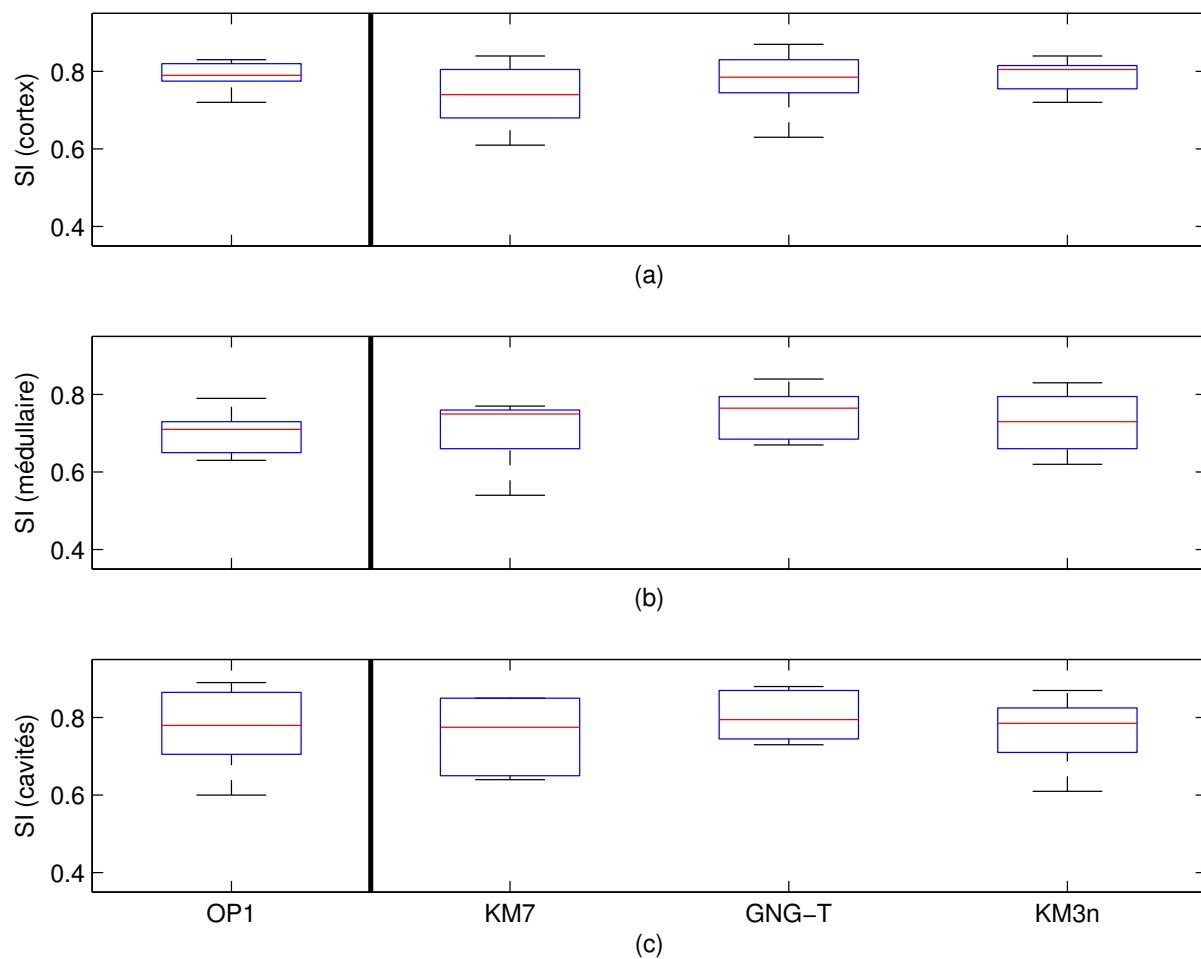 SI (cortex)
0.8
0.6
0.4
(a)
SI (médullaire)
0.8
0.6
0.4
(b)
SI (cavités)
0.8
0.6
0.4
OP1 KM7 GNG−T KM3n
(c)